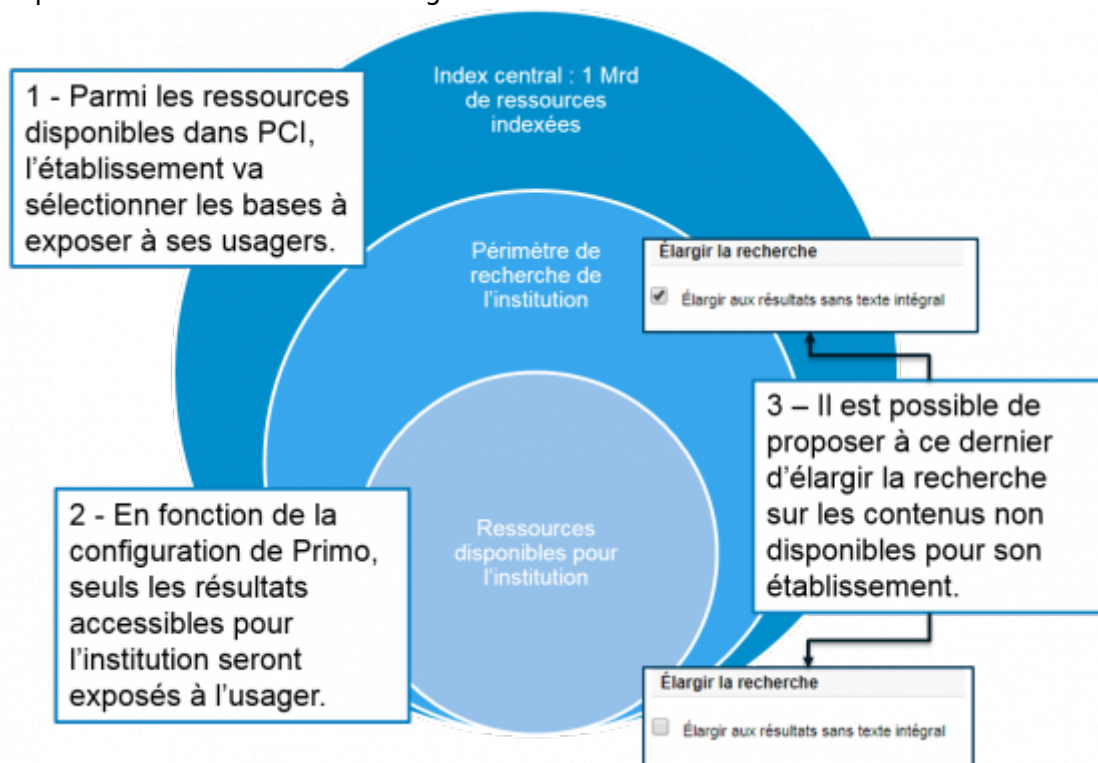 Index central : 1 Mrd
de ressources
indexées
1 - Parmi les ressources
disponibles dans PCI,
l'établissement va
sélectionner les bases à
exposer à ses usagers.
Périmètre de
recherche de
l'institution
Élargir la recherche
Élargir aux résultats sans texte intégral
3 – Il est possible de
proposer à ce dernier
d'élargir la recherche
sur les contenus non
disponibles pour son
établissement.
2 - En fonction de la
configuration de Primo,
seuls les résultats
accessibles pour
l'institution seront
exposés à l'usager.
Ressources
disponibles pour
l'institution
Élargir la recherche
Élargir aux résultats sans texte intégral